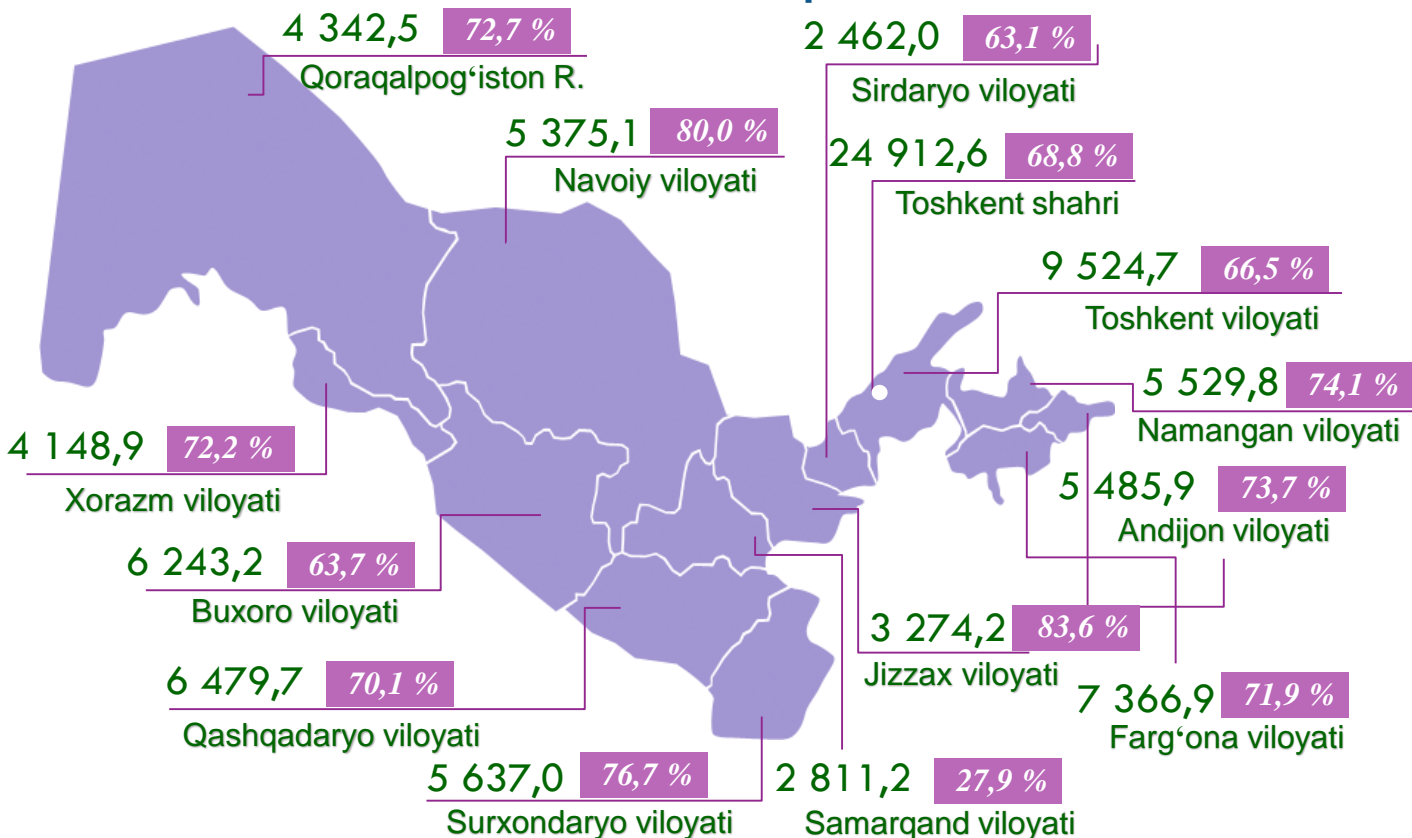 4 342,5 72,7 %
Qoraqalpog‘iston R.
2 462,0 63,1 %
Sirdaryo viloyati
5 375,1 80,0 %
Navoiy viloyati
24 912,6 68,8 %
Toshkent shahri
9 524,7 66,5 %
Toshkent viloyati
5 529,8 74,1 %
Namangan viloyati
4 148,9 72,2 %
Xorazm viloyati
5 485,9 73,7 %
Andijon viloyati
6 243,2 63,7 %
Buxoro viloyati
3 274,2 83,6 %
Jizzax viloyati
6 479,7 70,1 %
Qashqadaryo viloyati
7 366,9 71,9 %
Farg‘ona viloyati
5 637,0 76,7 %
Surxondaryo viloyati
2 811,2 27,9 %
Samarqand viloyati